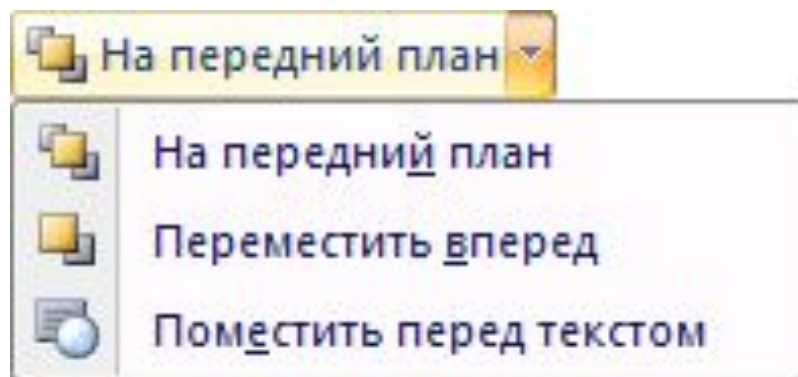 На передний план
На передний план
Переместить вперед
Поместить перед текстом